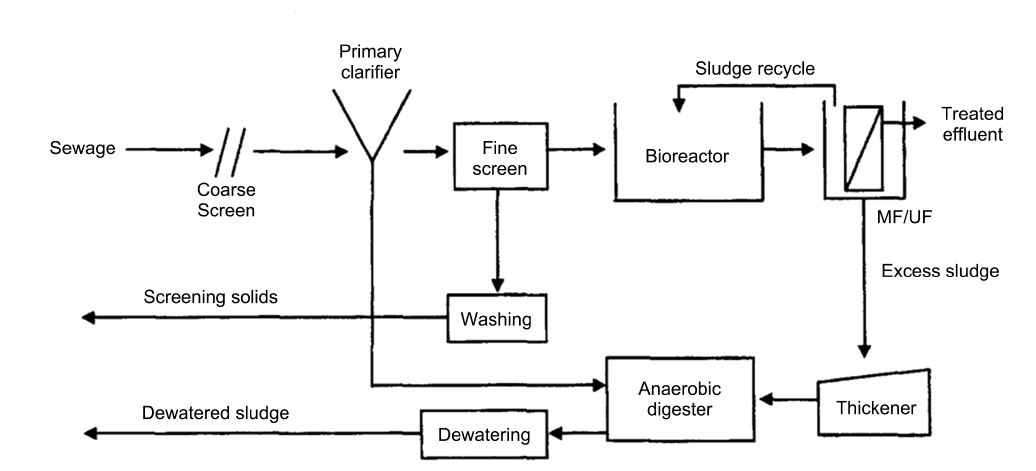 Primary
clarifier
Sludge recycle
Treated
effluent
Sewage
Coarse
Screen
Fine
screen
Bioreactor
MF/UF
Excess sludge
Screening solids
Washing
Anaerobic
digester
Thickener
Dewatered sludge
Dewatering